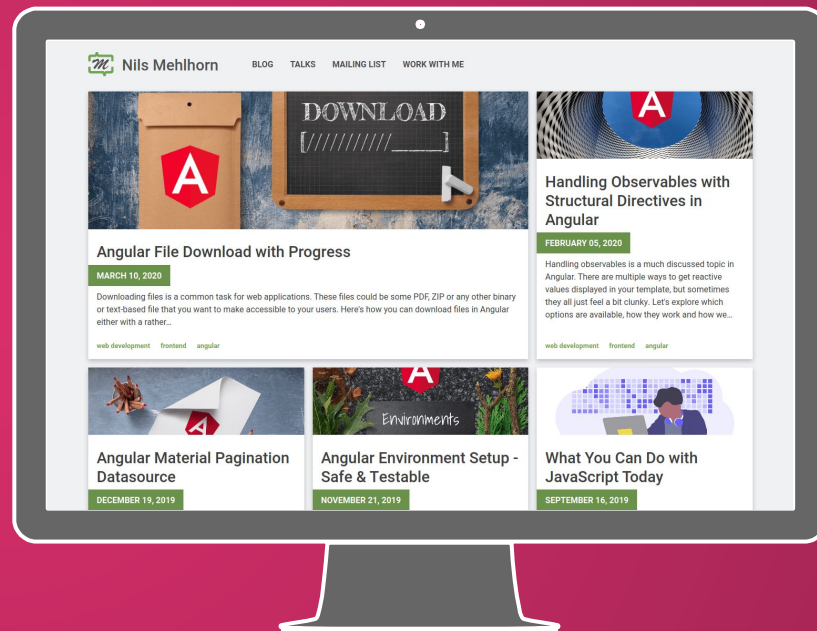 Nils Mehlhorn
BLOG TALKS MAILING LIST WORK WITH ME
DOWNLOAD
[///////////_____]
Angular File Download with Progress
MARCH 10, 2020
Downloading files is a common task for web applications. These files could be some PDF, ZIP or any other binary
or text-based file that you want to make accessible to your users. Here's how you can download files in Angular
either with a rather...
web development frontend angular
Handling Observables with
Structural Directives in
Angular
FEBRUARY 05, 2020
Handling observables is a much discussed topic in
Angular. There are multiple ways to get reactive
values displayed in your template, but sometimes
they all just feel a bit clunky. Let's explore which
options are available, how they work and how we...
web development frontend angular
Angular Material Pagination
Datasource
DECEMBER 19, 2019
Environments
Angular Environment Setup -
Safe & Testable
NOVEMBER 21, 2019
What You Can Do with
JavaScript Today
SEPTEMBER 16, 2019